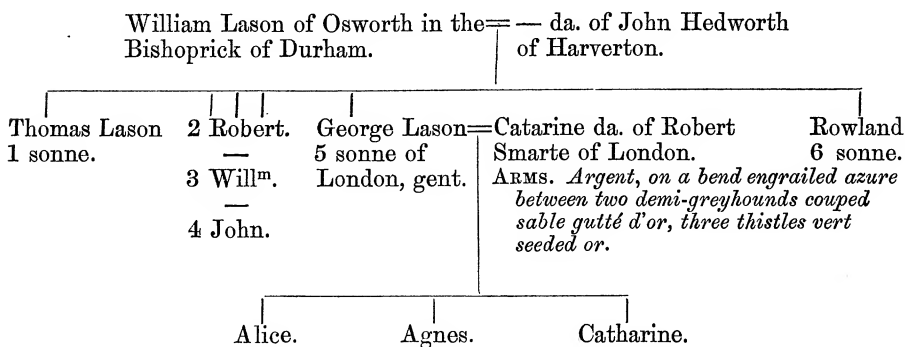 William Lason of Osworth in the=— da. of John Hedworth
Bishoprick of Durham. of Harverton.
Thomas Lason
1 sonne.
2 Robert.
—
3 Willᵐ.
—
4 John.
George Lason=Catarine da. of Robert
5 sonne of Smarte of London.
London, gent. ARMS. Argent, on a bend engrailed azure
between two demi-greyhounds couped
sable gutté d'or, three thistles vert
seeded or.
Rowland
6 sonne.
Alice. Agnes. Catharine.